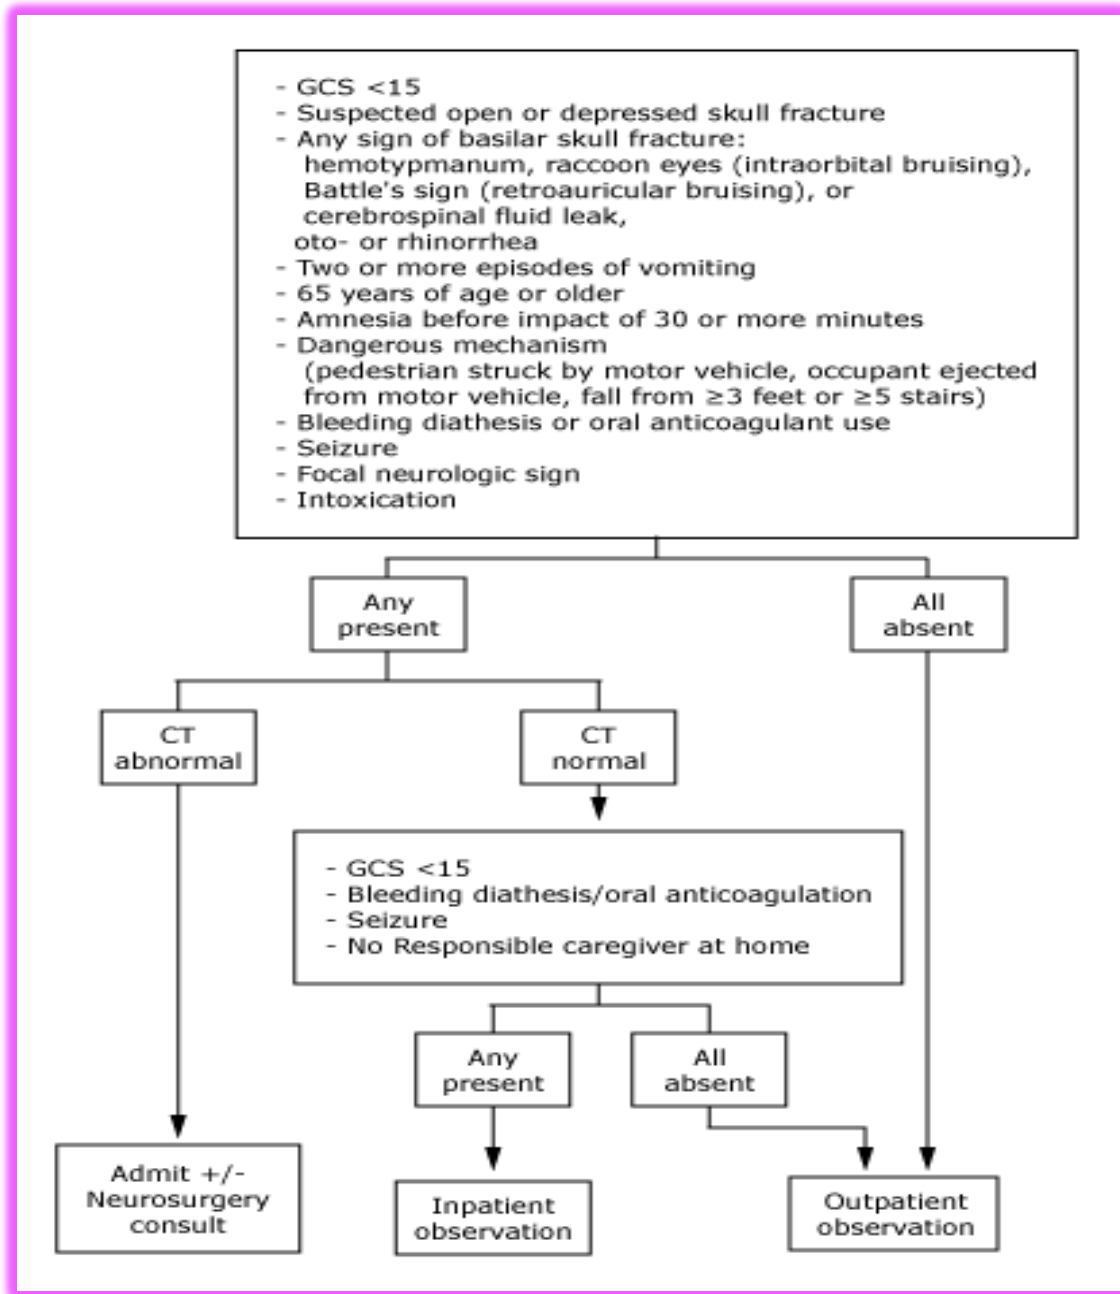 - GCS <15
- Suspected open or depressed skull fracture
- Any sign of basilar skull fracture:
hemotypmanum, raccoon eyes (intraorbital bruising),
Battle's sign (retroauricular bruising), or
cerebrospinal fluid leak,
oto- or rhinorrhea
- Two or more episodes of vomiting
- 65 years of age or older
- Amnesia before impact of 30 or more minutes
- Dangerous mechanism
(pedestrian struck by motor vehicle, occupant ejected
from motor vehicle, fall from ≥3 feet or ≥5 stairs)
- Bleeding diathesis or oral anticoagulant use
- Seizure
- Focal neurologic sign
- Intoxication
Any
present
All
absent
CT
abnormal
CT
normal
- GCS <15
- Bleeding diathesis/oral anticoagulation
- Seizure
- No Responsible caregiver at home
Any
present
All
absent
Admit +/-
Neurosurgery
consult
Inpatient
observation
Outpatient
observation